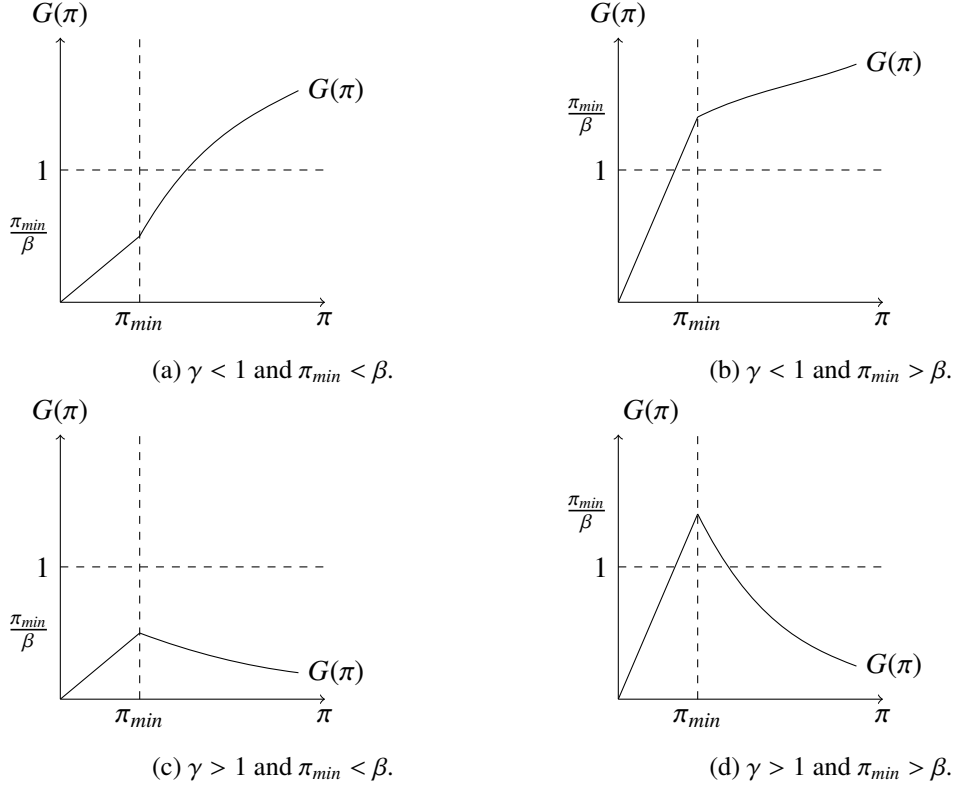 G(π)
G(π)
1
π_min/β
π_min
π
(a) γ < 1 and π_min < β.
G(π)
G(π)
π_min/β
1
π_min
π
(b) γ < 1 and π_min > β.
G(π)
1
π_min/β
G(π)
π_min
π
(c) γ > 1 and π_min < β.
G(π)
π_min/β
1
G(π)
π_min
π
(d) γ > 1 and π_min > β.